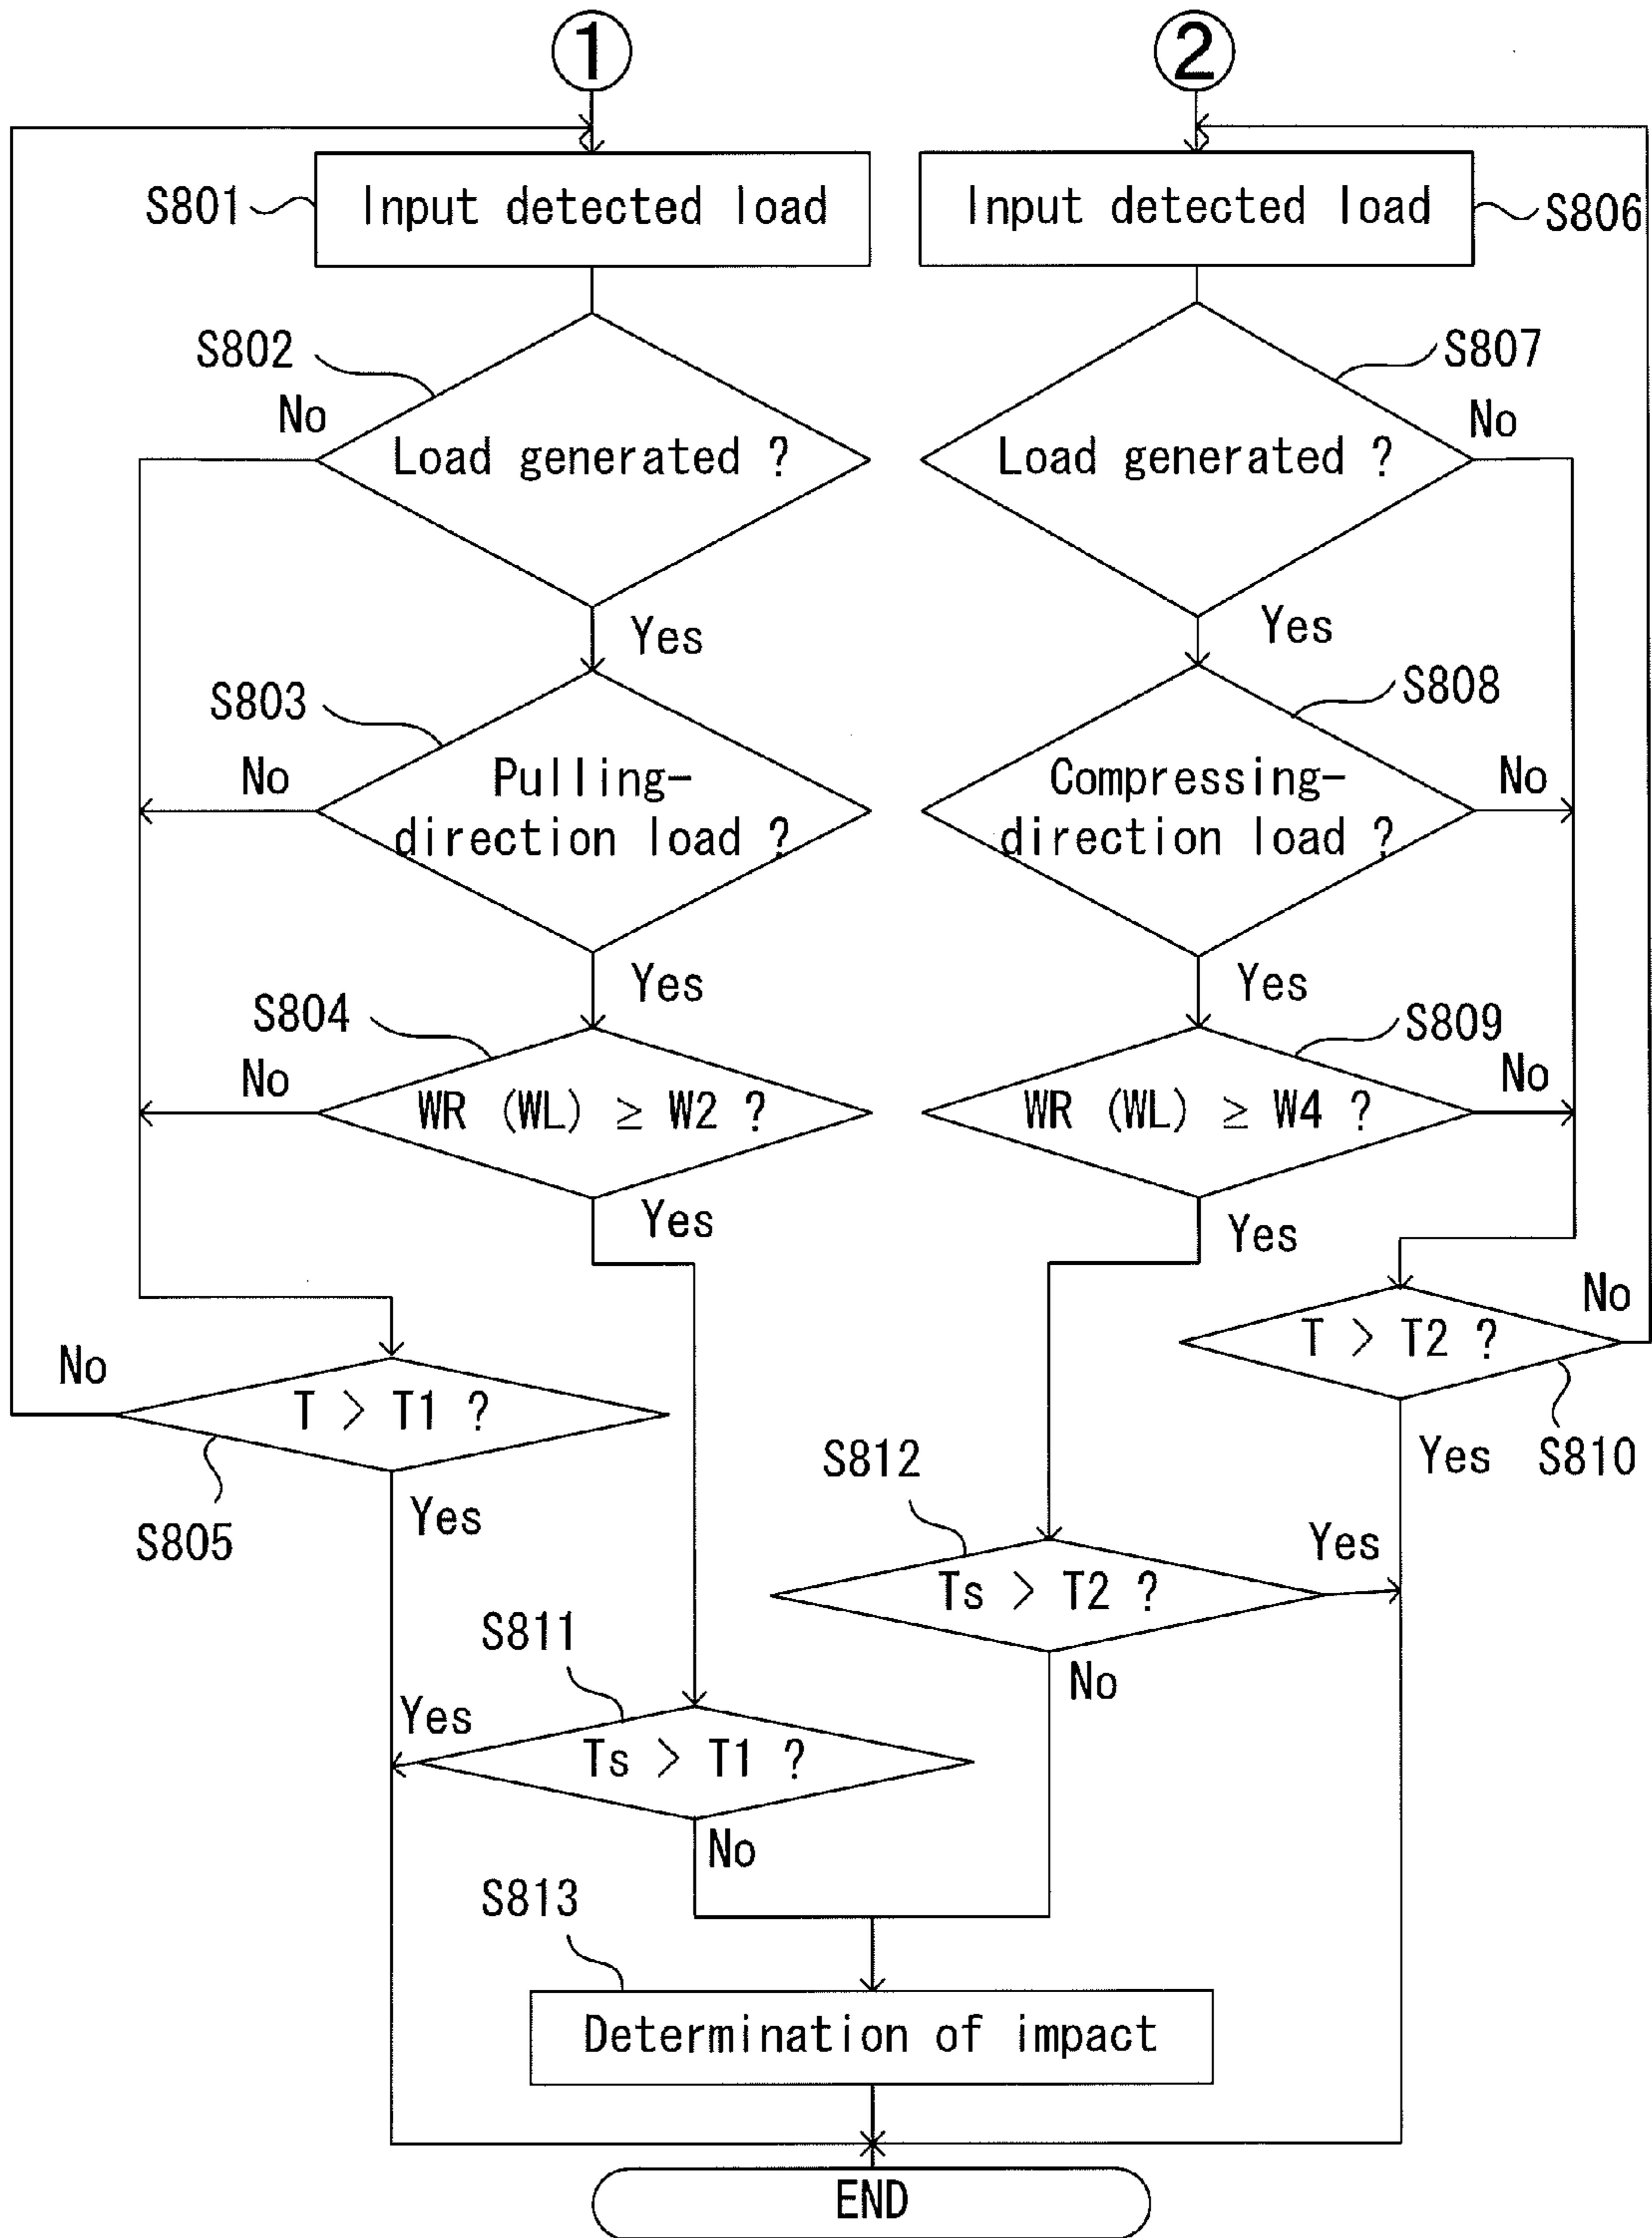 ①
②
S801
Input detected load
Input detected load
S806
S802
No
Load generated ?
S807
No
Load generated ?
Yes
Yes
S803
No
Pulling-
direction load ?
S808
Compressing-
direction load ?
No
Yes
Yes
S804
No
WR (WL) ≥ W2 ?
S809
WR (WL) ≥ W4 ?
No
Yes
Yes
No
T > T1 ?
S805
Yes
T > T2 ?
No
Yes
S810
S812
Ts > T2 ?
Yes
No
S811
Yes
Ts > T1 ?
No
S813
Determination of impact
END